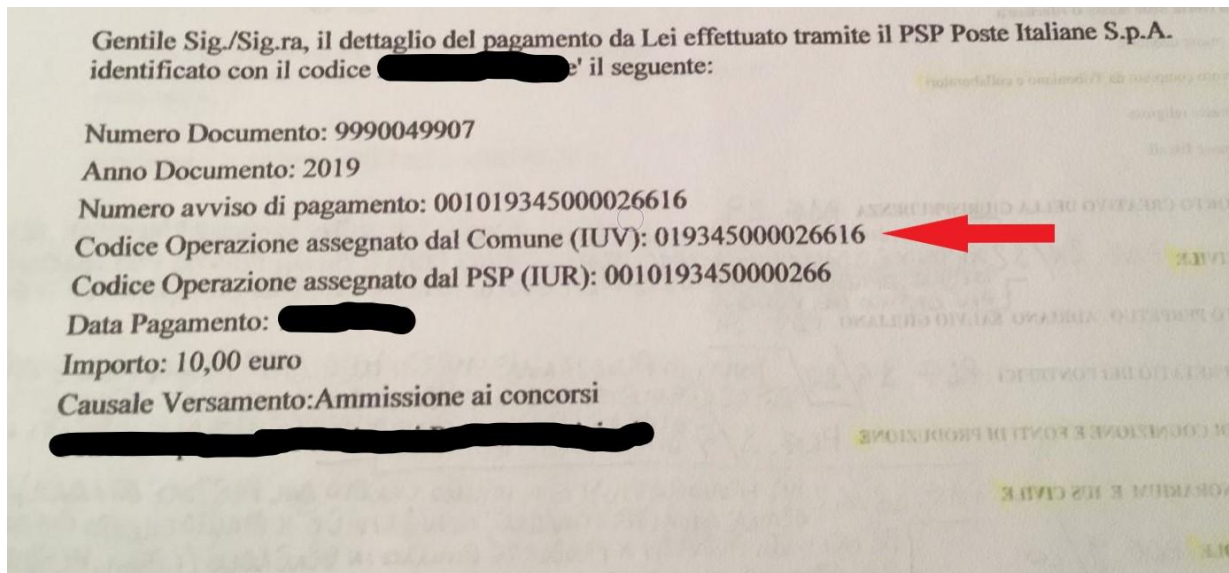 Gentile Sig./Sig.ra, il dettaglio del pagamento da Lei effettuato tramite il PSP Poste Italiane S.p.A.
identificato con il codice e' il seguente:
Numero Documento: 9990049907
Anno Documento: 2019
Numero avviso di pagamento: 001019345000026616
Codice Operazione assegnato dal Comune (IUV): 019345000026616
Codice Operazione assegnato dal PSP (IUR): 0010193450000266
Data Pagamento:
Importo: 10,00 euro
Causale Versamento:Ammissione ai concorsi